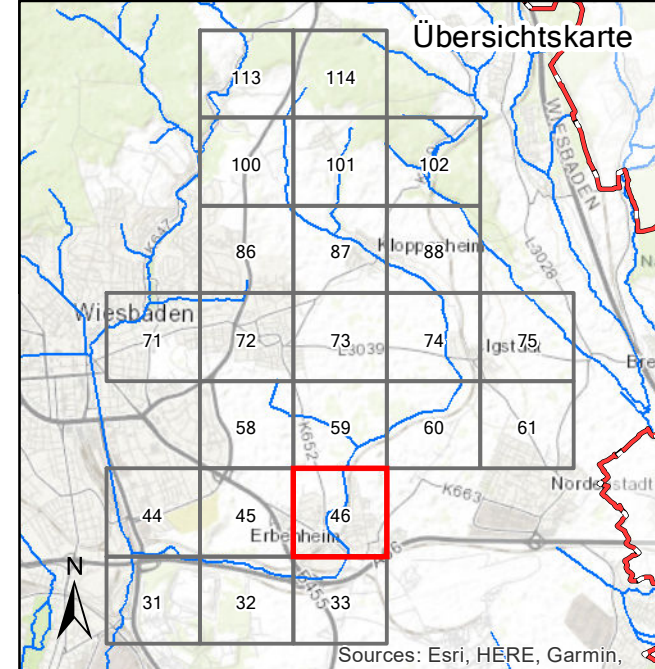 Übersichtskarte
113 114
WIESBADEN
100 101 102
K647
86 87 88
Kloppenheim
L3028
Wiesbaden
71 72 73 74 75
L3039
Igstadt
58 59 60 61
K652
Nordenstadt
44 45 46
K663
Erbenheim
A66
N
B455
31 32 33
Sources: Esri, HERE, Garmin,